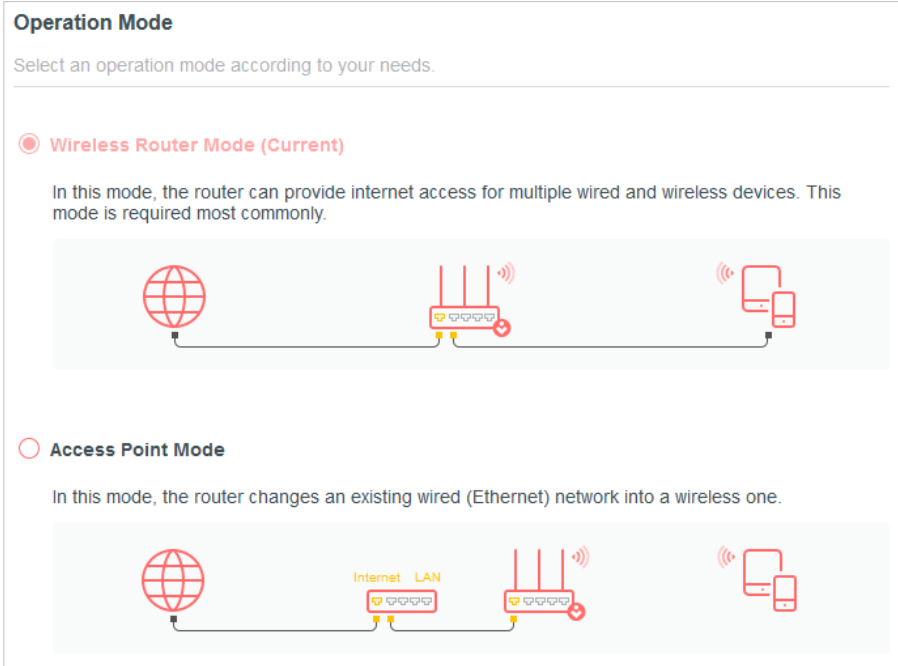 Operation Mode
Select an operation mode according to your needs.
Wireless Router Mode (Current)
In this mode, the router can provide internet access for multiple wired and wireless devices. This
mode is required most commonly.
Access Point Mode
In this mode, the router changes an existing wired (Ethernet) network into a wireless one.
Internet LAN